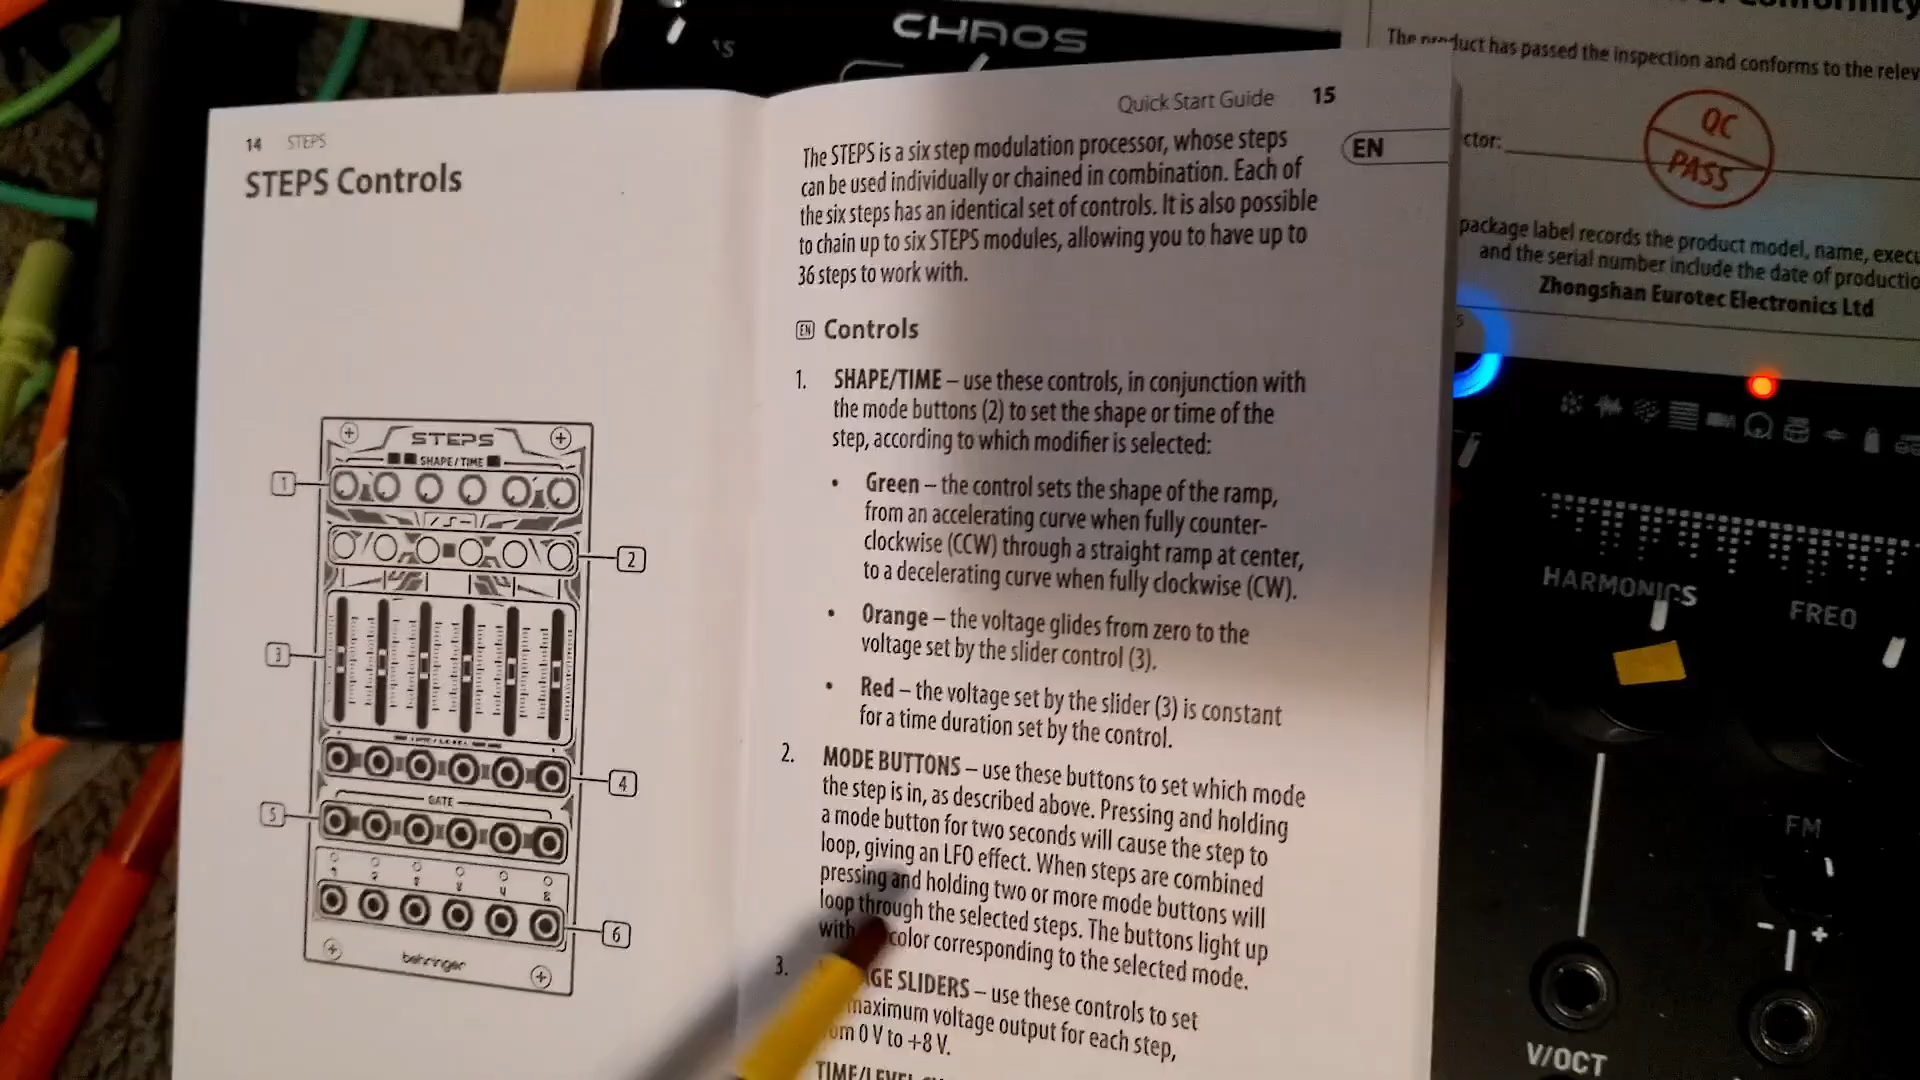 CHAOS
14 STEPS
STEPS Controls
STEPS
SHAPE/TIME
1
2
3
4
GATE
5
6
behringer
Quick Start Guide 15
EN
The STEPS is a six step modulation processor, whose steps
can be used individually or chained in combination. Each of
the six steps has an identical set of controls. It is also possible
to chain up to six STEPS modules, allowing you to have up to
36 steps to work with.
EN Controls
1. SHAPE/TIME – use these controls, in conjunction with
the mode buttons (2) to set the shape or time of the
step, according to which modifier is selected:
• Green – the control sets the shape of the ramp,
from an accelerating curve when fully counter-
clockwise (CCW) through a straight ramp at center,
to a decelerating curve when fully clockwise (CW).
• Orange – the voltage glides from zero to the
voltage set by the slider control (3).
• Red – the voltage set by the slider (3) is constant
for a time duration set by the control.
2. MODE BUTTONS – use these buttons to set which mode
the step is in, as described above. Pressing and holding
a mode button for two seconds will cause the step to
loop, giving an LFO effect. When steps are combined
pressing and holding two or more mode buttons will
loop through the selected steps. The buttons light up
with color corresponding to the selected mode.
3. SLIDERS – use these controls to set
maximum voltage output for each step,
0 V to +8 V.
The product has passed the inspection and conforms to the
QC
PASS
package label records the product model, name,
and the serial number include the date of
Zhongshan Eurotec Electronics Ltd
HARMONICS
FREQ
FM
- +
V/OCT